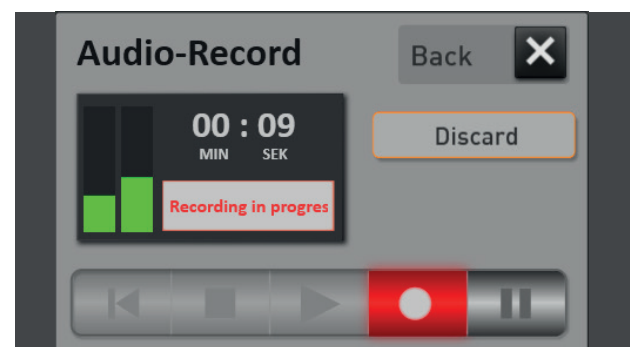 Audio-Record
Back
00 : 09
MIN SEK
Discard
Recording in progres